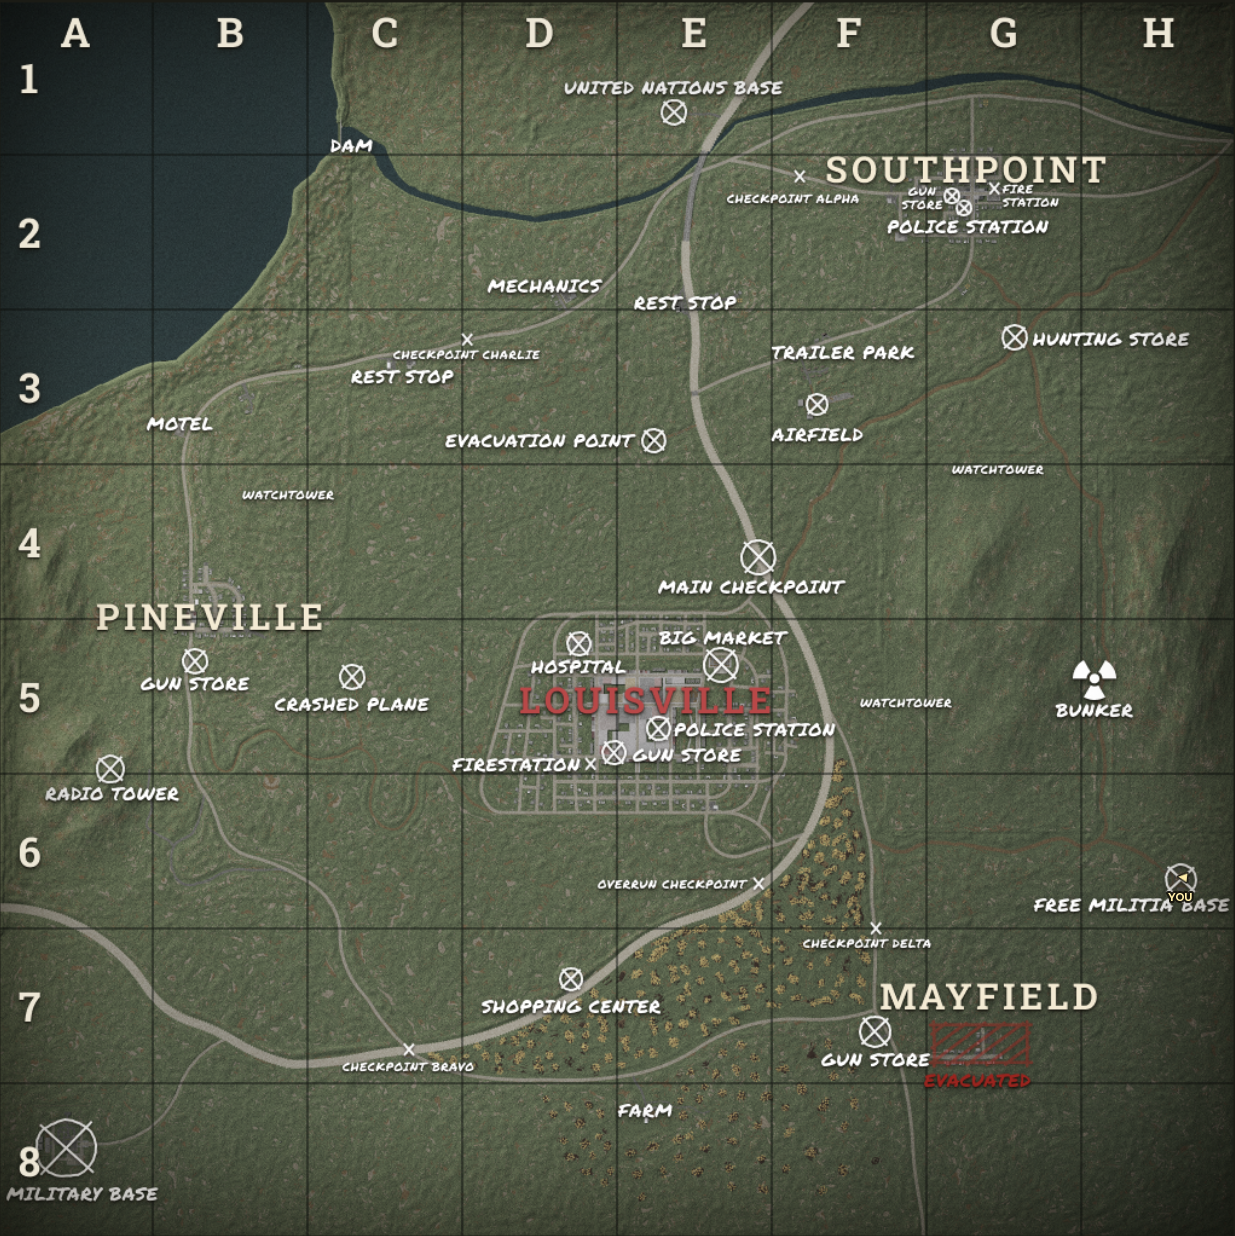 A B C D E F G H
1
UNITED NATIONS BASE
DAM
SOUTHPOINT
CHECKPOINT ALPHA
GUN
STORE
FIRE
STATION
2
POLICE STATION
MECHANICS
REST STOP
HUNTING STORE
TRAILER PARK
CHECKPOINT CHARLIE
REST STOP
3
MOTEL
EVACUATION POINT
AIRFIELD
WATCHTOWER
WATCHTOWER
4
MAIN CHECKPOINT
PINEVILLE
BIG MARKET
HOSPITAL
GUN STORE
CRASHED PLANE
5
LOUISVILLE
WATCHTOWER
BUNKER
POLICE STATION
GUN STORE
FIRESTATION
RADIO TOWER
6
OVERRUN CHECKPOINT
YOU
FREE MILITIA BASE
CHECKPOINT DELTA
MAYFIELD
7
SHOPPING CENTER
GUN STORE
CHECKPOINT BRAVO
EVACUATED
FARM
8
MILITARY BASE